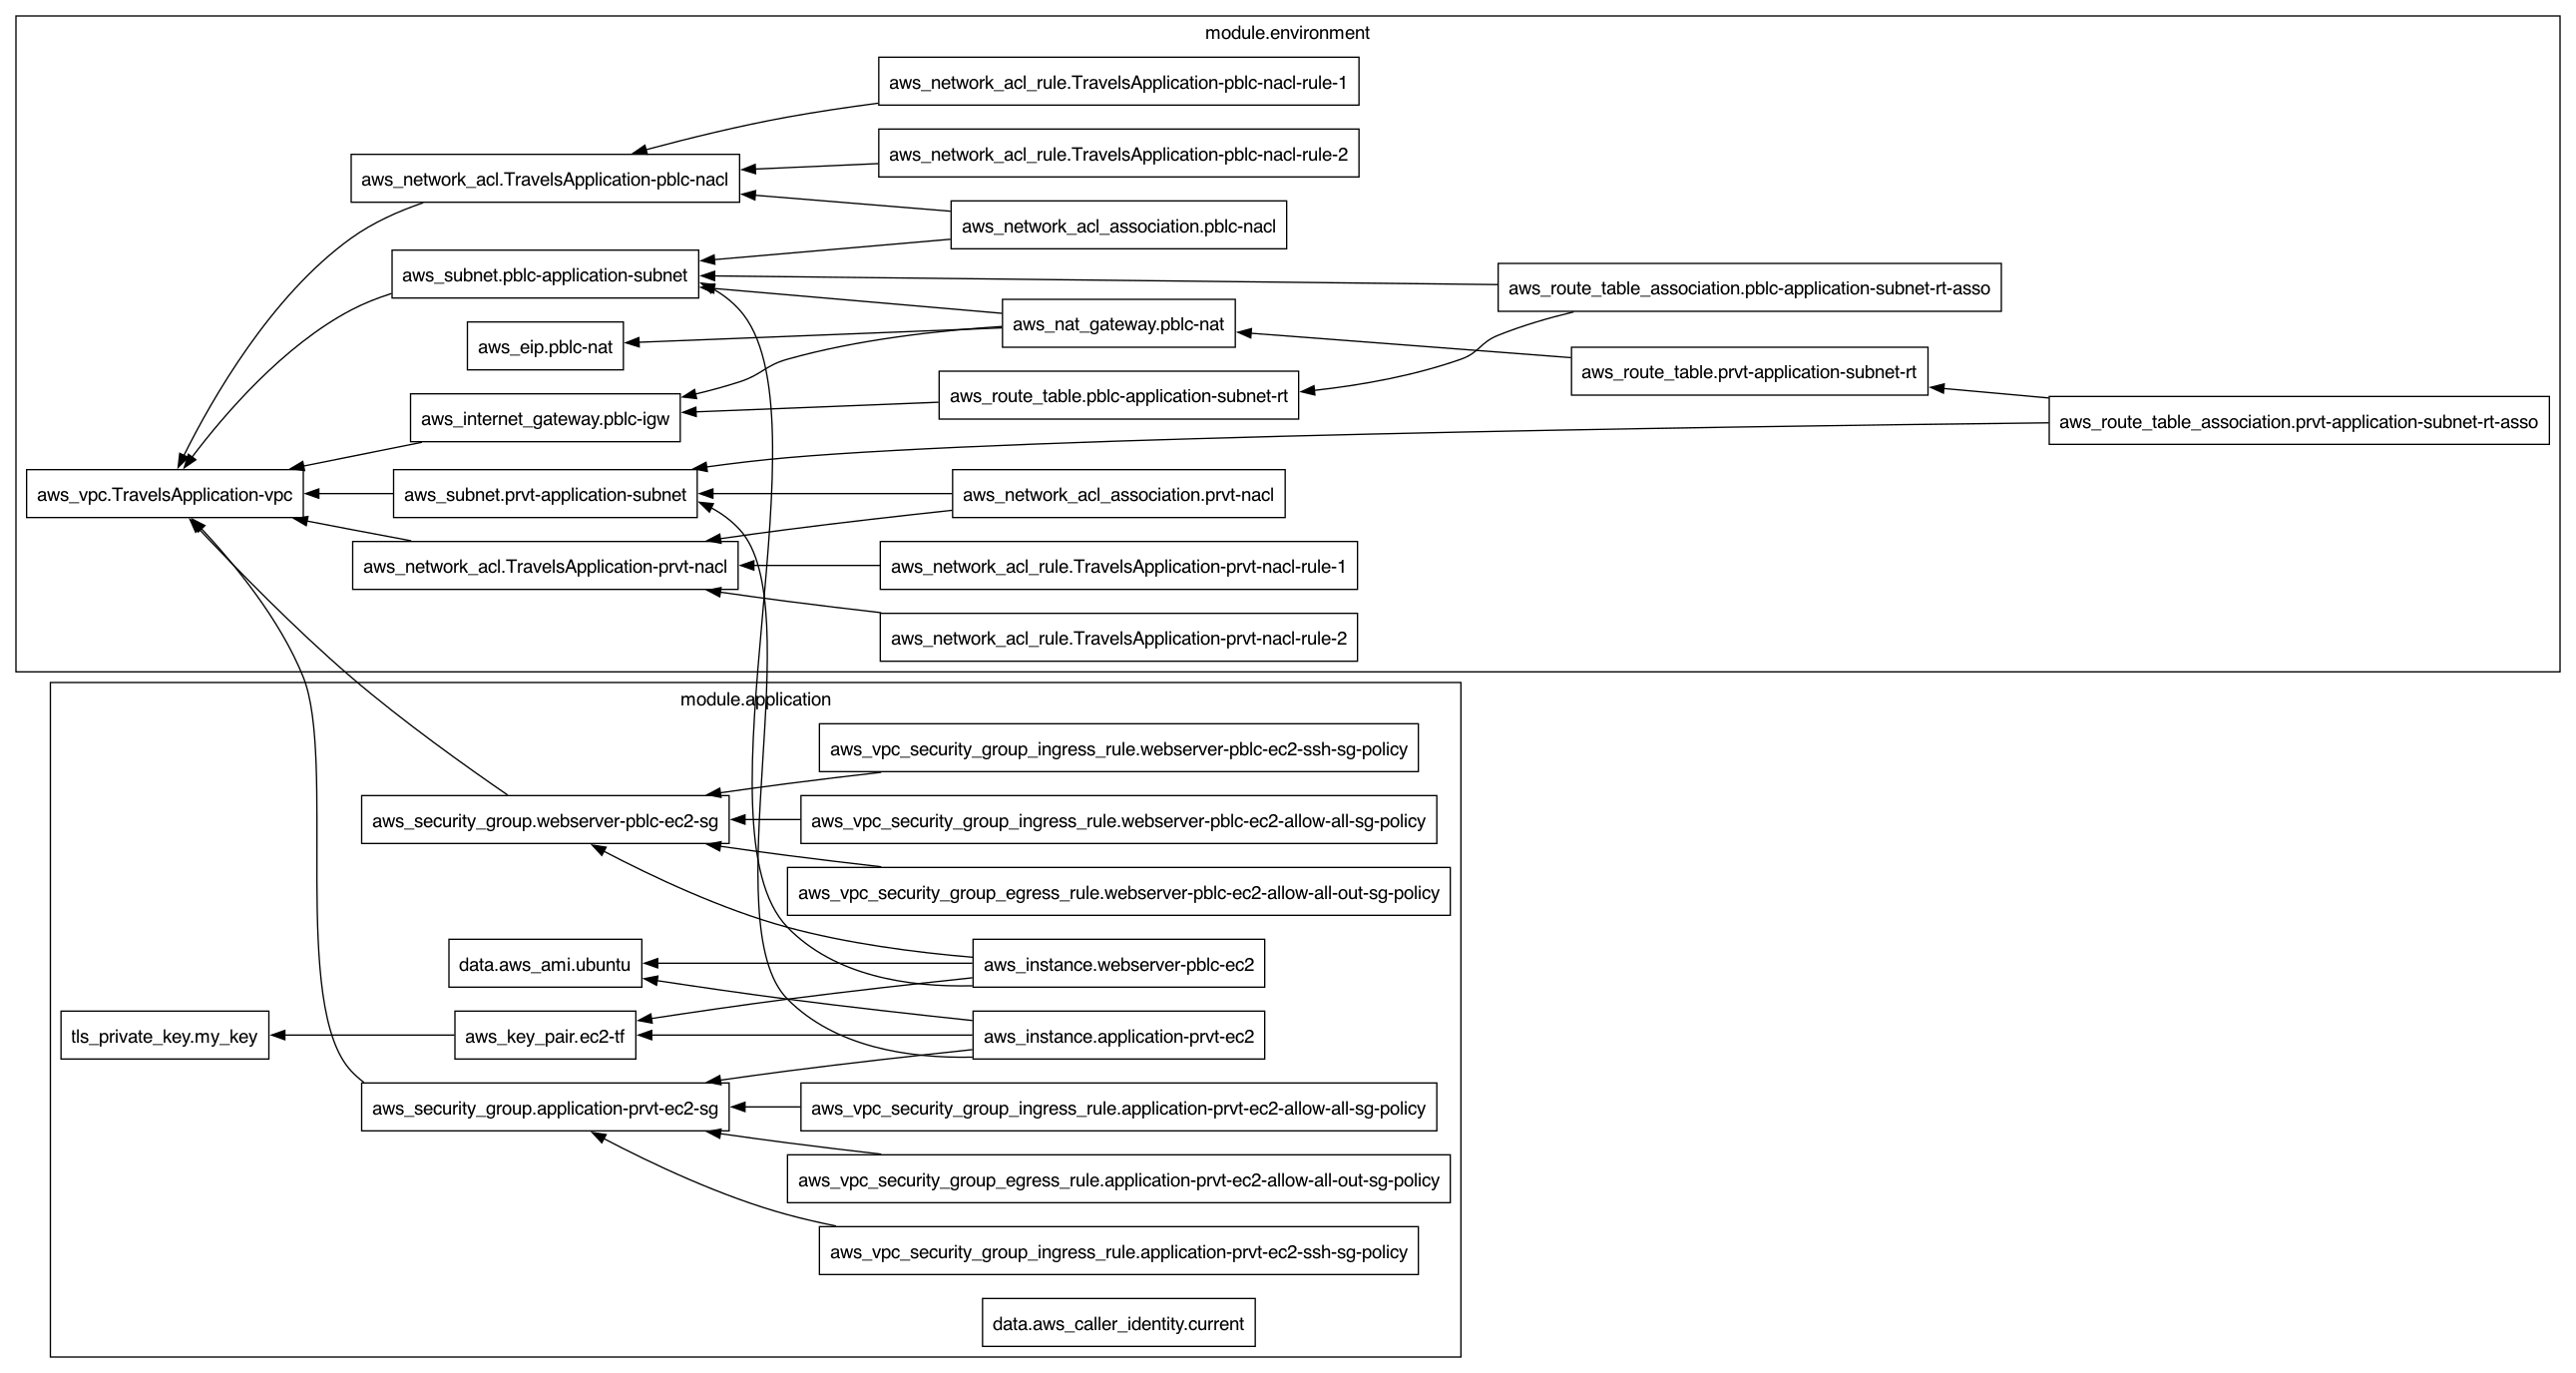 module.environment
aws_network_acl_rule.TravelsApplication-pblc-nacl-rule-1
aws_network_acl_rule.TravelsApplication-pblc-nacl-rule-2
aws_network_acl.TravelsApplication-pblc-nacl
aws_network_acl_association.pblc-nacl
aws_subnet.pblc-application-subnet
aws_route_table_association.pblc-application-subnet-rt-asso
aws_nat_gateway.pblc-nat
aws_eip.pblc-nat
aws_route_table.prvt-application-subnet-rt
aws_route_table.pblc-application-subnet-rt
aws_internet_gateway.pblc-igw
aws_route_table_association.prvt-application-subnet-rt-asso
aws_vpc.TravelsApplication-vpc
aws_subnet.prvt-application-subnet
aws_network_acl_association.prvt-nacl
aws_network_acl.TravelsApplication-prvt-nacl
aws_network_acl_rule.TravelsApplication-prvt-nacl-rule-1
aws_network_acl_rule.TravelsApplication-prvt-nacl-rule-2
module.application
aws_vpc_security_group_ingress_rule.webserver-pblc-ec2-ssh-sg-policy
aws_security_group.webserver-pblc-ec2-sg
aws_vpc_security_group_ingress_rule.webserver-pblc-ec2-allow-all-sg-policy
aws_vpc_security_group_egress_rule.webserver-pblc-ec2-allow-all-out-sg-policy
data.aws_ami.ubuntu
aws_instance.webserver-pblc-ec2
tls_private_key.my_key
aws_key_pair.ec2-tf
aws_instance.application-prvt-ec2
aws_security_group.application-prvt-ec2-sg
aws_vpc_security_group_ingress_rule.application-prvt-ec2-allow-all-sg-policy
aws_vpc_security_group_egress_rule.application-prvt-ec2-allow-all-out-sg-policy
aws_vpc_security_group_ingress_rule.application-prvt-ec2-ssh-sg-policy
data.aws_caller_identity.current